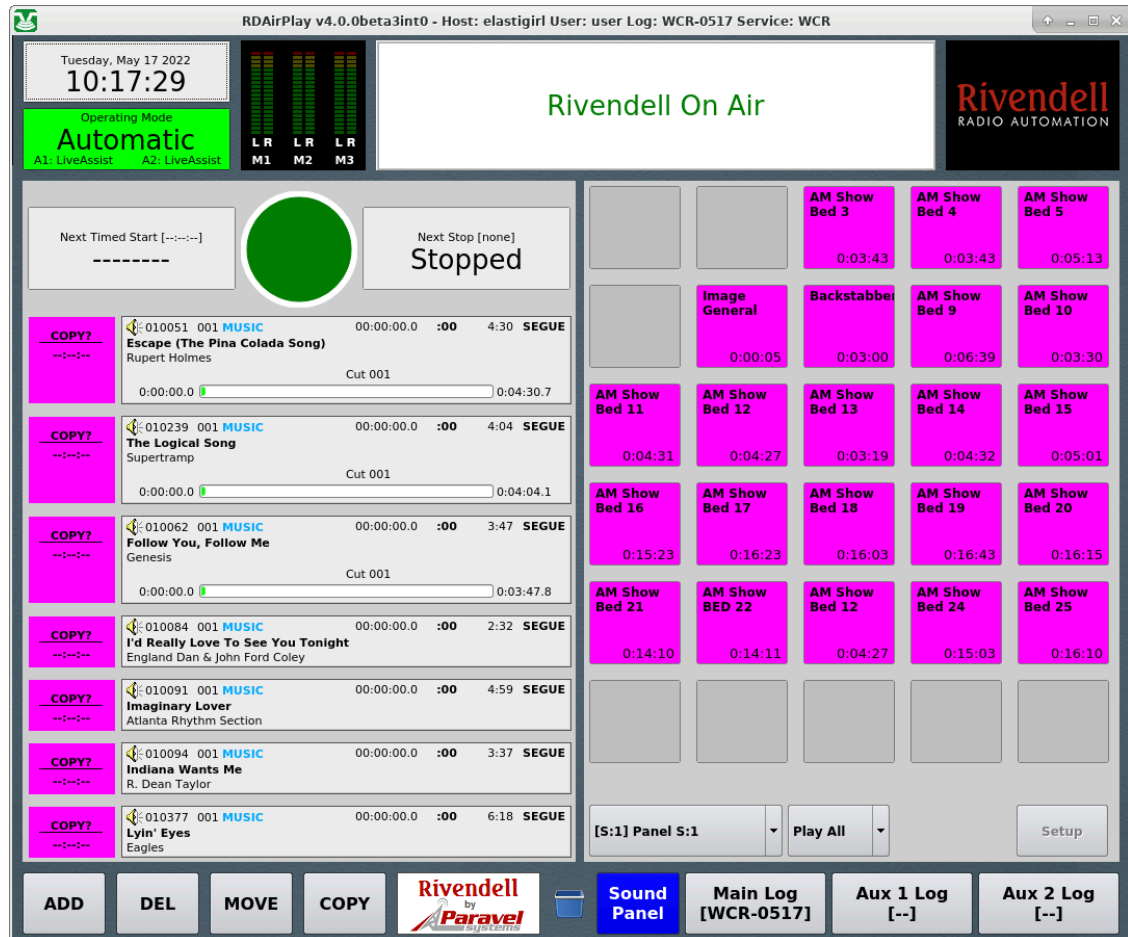 RDAirPlay v4.0.0beta3int0 - Host: elastigirl User: user Log: WCR-0517 Service: WCR
Tuesday, May 17 2022
10:17:29
Operating Mode
Automatic
A1: LiveAssist A2: LiveAssist
L R L R L R
M1 M2 M3
Rivendell On Air
Rivendell
RADIO AUTOMATION
Next Timed Start [--:--:--]
--------
Next Stop [none]
Stopped
COPY?
--:--:--
010051 001 MUSIC 00:00:00.0 :00 4:30 SEGUE
Escape (The Pina Colada Song)
Rupert Holmes
Cut 001
0:00:00.0 0:04:30.7
COPY?
--:--:--
010239 001 MUSIC 00:00:00.0 :00 4:04 SEGUE
The Logical Song
Supertramp
Cut 001
0:00:00.0 0:04:04.1
COPY?
--:--:--
010062 001 MUSIC 00:00:00.0 :00 3:47 SEGUE
Follow You, Follow Me
Genesis
Cut 001
0:00:00.0 0:03:47.8
COPY?
--:--:--
010084 001 MUSIC 00:00:00.0 :00 2:32 SEGUE
I'd Really Love To See You Tonight
England Dan & John Ford Coley
COPY?
--:--:--
010091 001 MUSIC 00:00:00.0 :00 4:59 SEGUE
Imaginary Lover
Atlanta Rhythm Section
COPY?
--:--:--
010094 001 MUSIC 00:00:00.0 :00 3:37 SEGUE
Indiana Wants Me
R. Dean Taylor
COPY?
--:--:--
010377 001 MUSIC 00:00:00.0 :00 6:18 SEGUE
Lyin' Eyes
Eagles
AM Show
Bed 3
0:03:43
AM Show
Bed 4
0:03:43
AM Show
Bed 5
0:05:13
Image
General
0:00:05
Backstabbe
0:03:00
AM Show
Bed 9
0:06:39
AM Show
Bed 10
0:03:30
AM Show
Bed 11
0:04:31
AM Show
Bed 12
0:04:27
AM Show
Bed 13
0:03:19
AM Show
Bed 14
0:04:32
AM Show
Bed 15
0:05:01
AM Show
Bed 16
0:15:23
AM Show
Bed 17
0:16:23
AM Show
Bed 18
0:16:03
AM Show
Bed 19
0:16:43
AM Show
Bed 20
0:16:15
AM Show
Bed 21
0:14:10
AM Show
BED 22
0:14:11
AM Show
Bed 12
0:04:27
AM Show
Bed 24
0:15:03
AM Show
Bed 25
0:16:10
[S:1] Panel S:1
Play All
Setup
ADD
DEL
MOVE
COPY
Rivendell
by
Paravel
systems
Sound
Panel
Main Log
[WCR-0517]
Aux 1 Log
[--]
Aux 2 Log
[--]